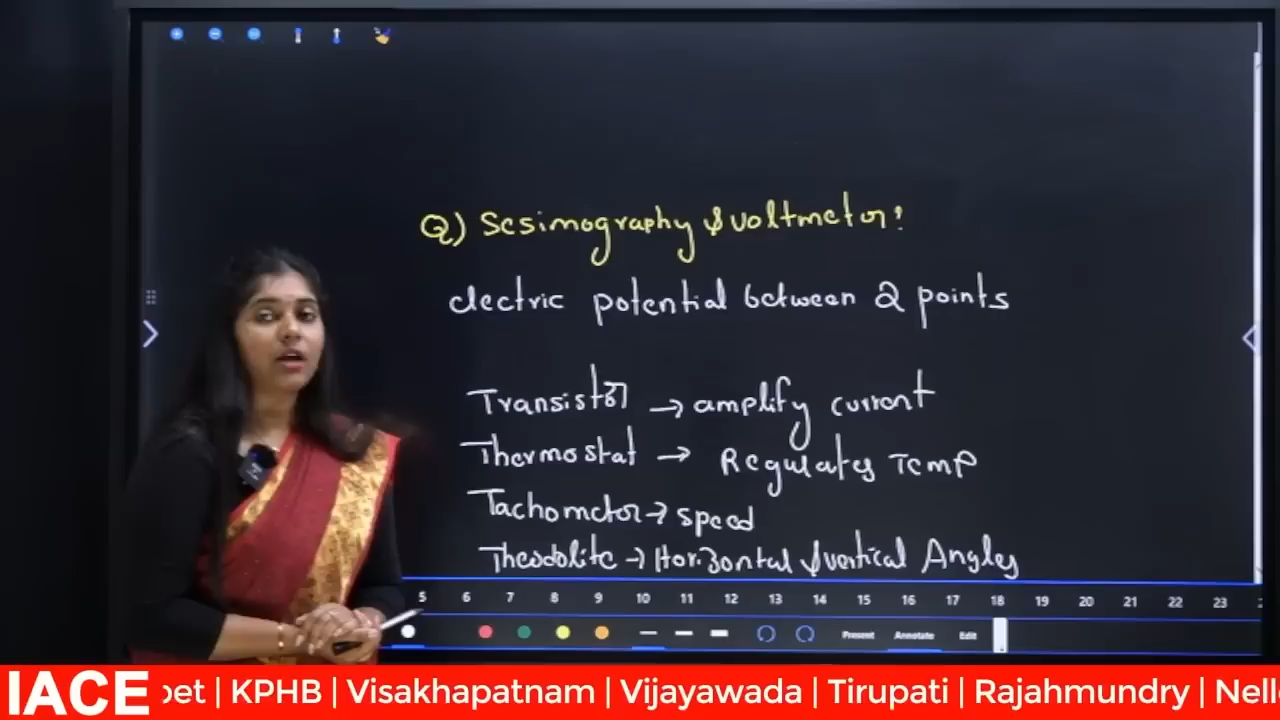 Q) Sesimography & voltmeter?
electric potential between 2 points
Transistor → amplify current
Thermostat → Regulates Temp
Tachometer → speed
Theodolite → Horizontal & vertical Angles
5 6 7 8 9 10 11 12 13 14 15 16 17 18 19 20 21 22 23
Present Annotate Edit
IACE pet | KPHB | Visakhapatnam | Vijayawada | Tirupati | Rajahmundry | Nell